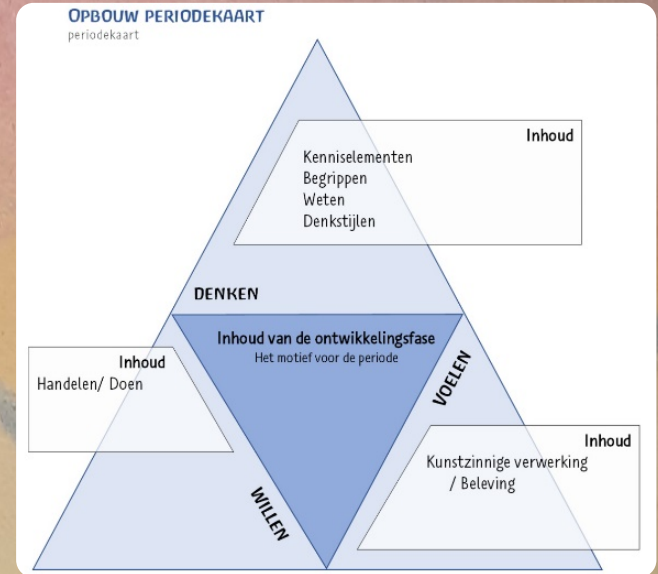 OPBOUW PERIODEKAART
periodekaart
Inhoud
Kenniselementen
Begrippen
Weten
Denkstijlen
DENKEN
Inhoud van de ontwikkelingsfase
Het motief voor de periode
Inhoud
Handelen/ Doen
VOELEN
Inhoud
Kunstzinnige verwerking
/ Beleving
WILLEN